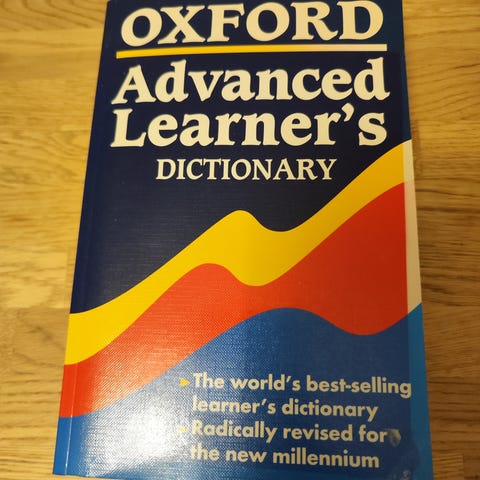 OXFORD
Advanced
Learner's
DICTIONARY
The world's best-selling
learner's dictionary
Radically revised for
the new millennium